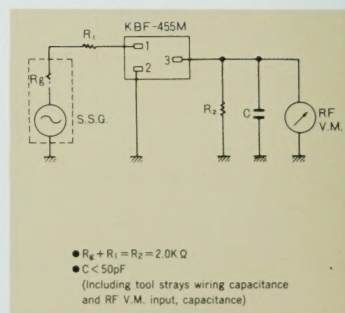 KBF-455M
R₁
1
3
2
Rg
S.S.G.
R₂
C
RF
V.M.
● Rg + R₁ = R₂ = 2.0KΩ
● C < 50pF
(Including tool strays wiring capacitance
and RF V.M. input, capacitance)